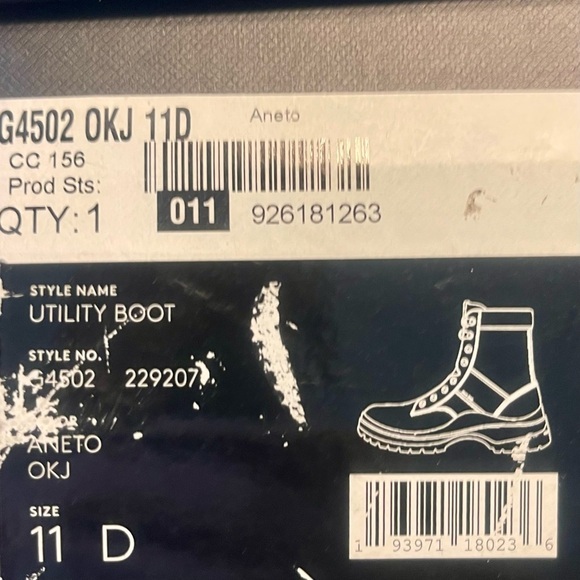 G4502 OKJ 11D
Aneto
CC 156
Prod Sts:
QTY:1
011
926181263
STYLE NAME
UTILITY BOOT
STYLE NO.
G4502 229207
ANETO
OKJ
SIZE
11 D
1 93971 18023 6